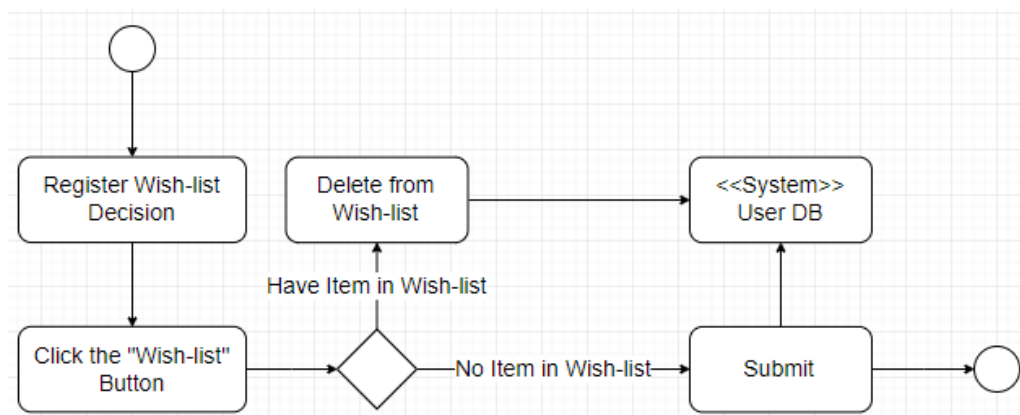 Register Wish-list
Decision
Delete from
Wish-list
<<System>>
User DB
Have Item in Wish-list
Click the "Wish-list"
Button
No Item in Wish-list
Submit